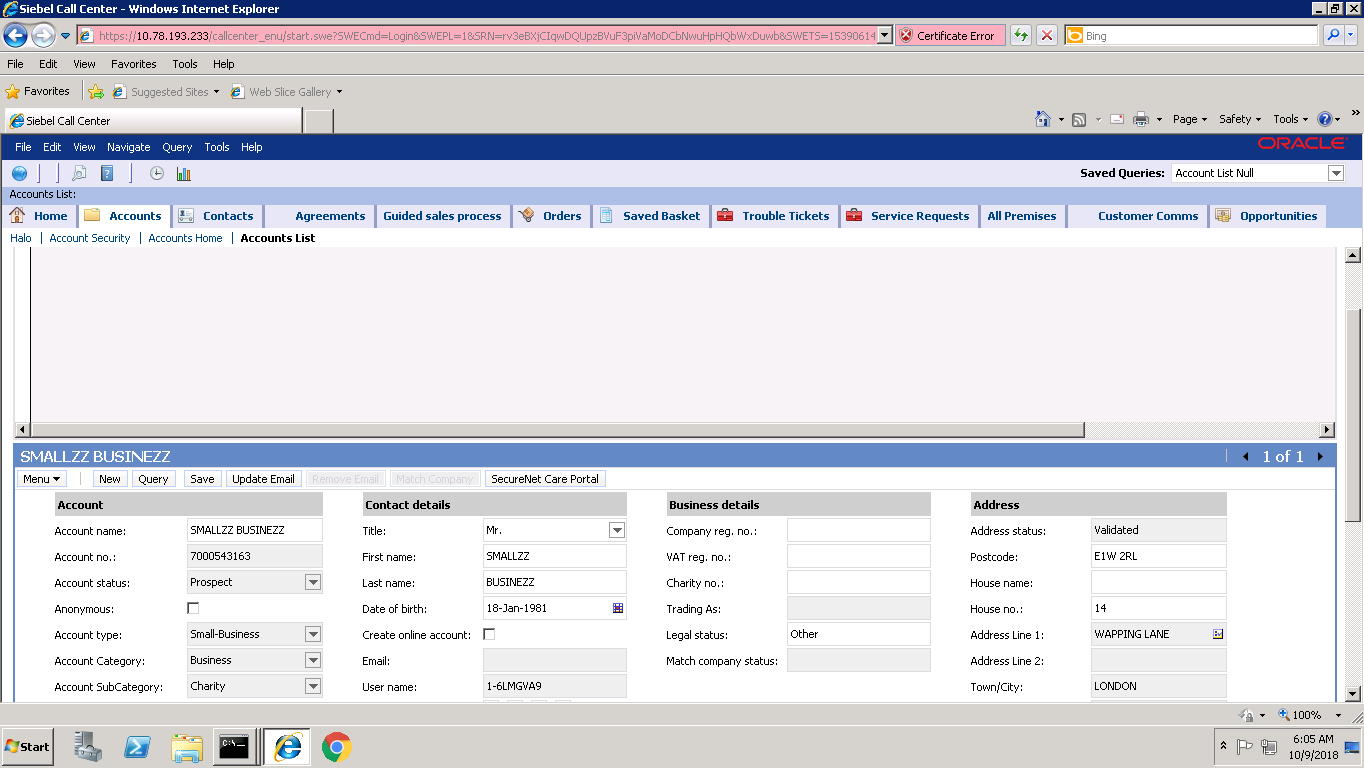 Siebel Call Center - Windows Internet Explorer
https://10.78.193.233/callcenter_enu/start.swe?SWECmd=Login&SWEPL=1&SRN=rv3eBXjCIqwDQUpzBVuF3piVaMoDCbNwuHpHQbWxDuwb&SWETS=15390614 Certificate Error Bing
File Edit View Favorites Tools Help
Favorites Suggested Sites Web Slice Gallery
Siebel Call Center Page Safety Tools
File Edit View Navigate Query Tools Help ORACLE
Saved Queries: Account List Null
Accounts List:
Home Accounts Contacts Agreements Guided sales process Orders Saved Basket Trouble Tickets Service Requests All Premises Customer Comms Opportunities
Halo Account Security Accounts Home Accounts List
SMALLZZ BUSINEZZ 1 of 1
Menu New Query Save Update Email Remove Email Match Company SecureNet Care Portal
Account Contact details Business details Address
Account name: SMALLZZ BUSINEZZ Title: Mr. Company reg. no.: Address status: Validated
Account no.: 7000543163 First name: SMALLZZ VAT reg. no.: Postcode: E1W 2RL
Account status: Prospect Last name: BUSINEZZ Charity no.: House name:
Anonymous: Date of birth: 18-Jan-1981 Trading As: House no.: 14
Account type: Small-Business Create online account: Legal status: Other Address Line 1: WAPPING LANE
Account Category: Business Email: Match company status: Address Line 2:
Account SubCategory: Charity User name: 1-6LMGVA9 Town/City: LONDON
100%
Start C:\_ 6:05 AM
10/9/2018